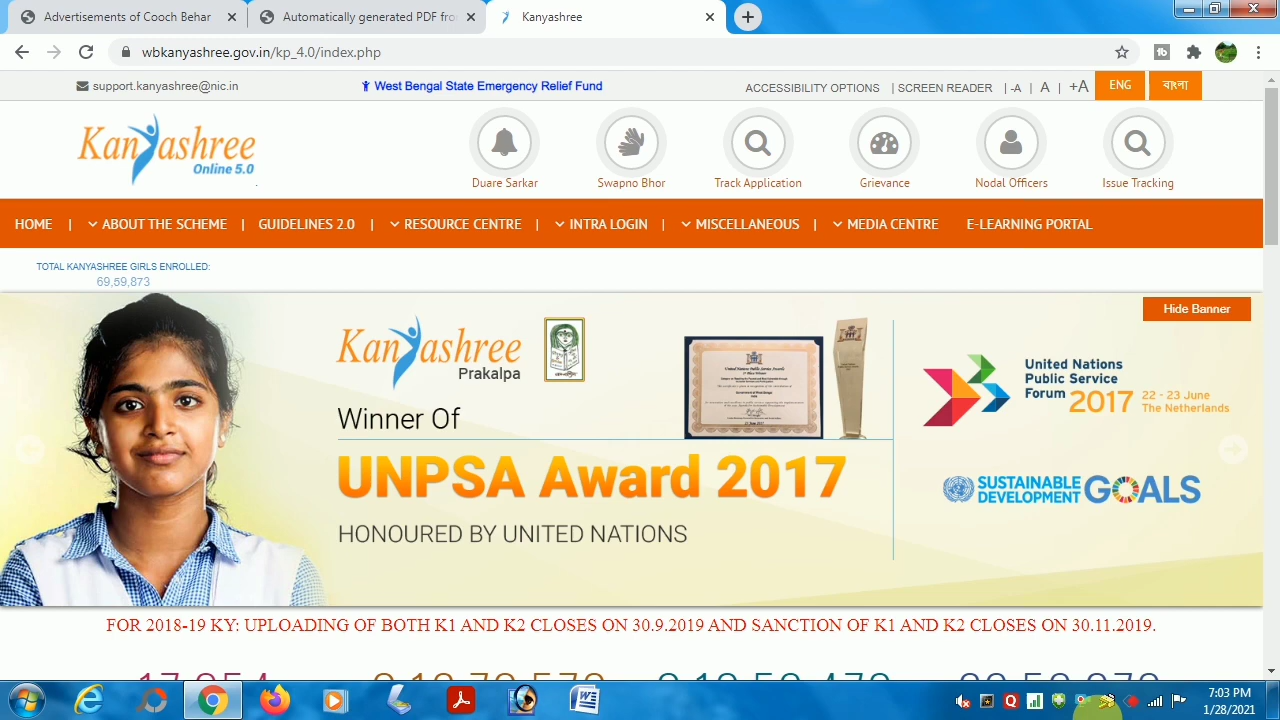 Advertisements of Cooch Behar
Automatically generated PDF fro
Kanyashree
wbkanyashree.gov.in/kp_4.0/index.php
support.kanyashree@nic.in
West Bengal State Emergency Relief Fund
ACCESSIBILITY OPTIONS | SCREEN READER | -A | A | +A
ENG
বাংলা
Kanyashree
Online 5.0
Duare Sarkar
Swapno Bhor
Track Application
Grievance
Nodal Officers
Issue Tracking
HOME | ABOUT THE SCHEME | GUIDELINES 2.0 | RESOURCE CENTRE | INTRA LOGIN | MISCELLANEOUS | MEDIA CENTRE E-LEARNING PORTAL
TOTAL KANYASHREE GIRLS ENROLLED:
69,59,873
Hide Banner
Kanyashree
Prakalpa
Winner Of
UNPSA Award 2017
HONOURED BY UNITED NATIONS
United Nations Public Service Awards
United Nations
Public Service
Forum 2017
22 - 23 June
The Netherlands
SUSTAINABLE
DEVELOPMENT
GOALS
FOR 2018-19 KY: UPLOADING OF BOTH K1 AND K2 CLOSES ON 30.9.2019 AND SANCTION OF K1 AND K2 CLOSES ON 30.11.2019.
7:03 PM
1/28/2021